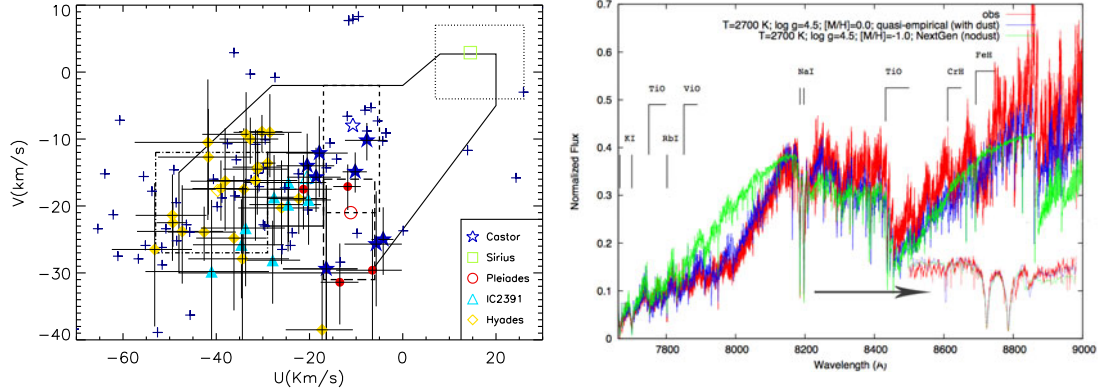 V(km/s)
10
0
−10
−20
−30
−40
−60
−40
−20
0
20
U(Km/s)
Castor
Sirius
Pleiades
IC2391
Hyades
obs
T=2700 K; log g=4.5; [M/H]=0.0; quasi-empirical (with dust)
T=2700 K; log g=4.5; [M/H]=-1.0; NextGen (nodust)
FeH
NaI
TiO
CrH
TiO
VIO
KI
RbI
Normalized Flux
0.7
0.6
0.5
0.4
0.3
0.2
0.1
0
7800
8000
8200
8400
8600
8800
9000
Wavelength